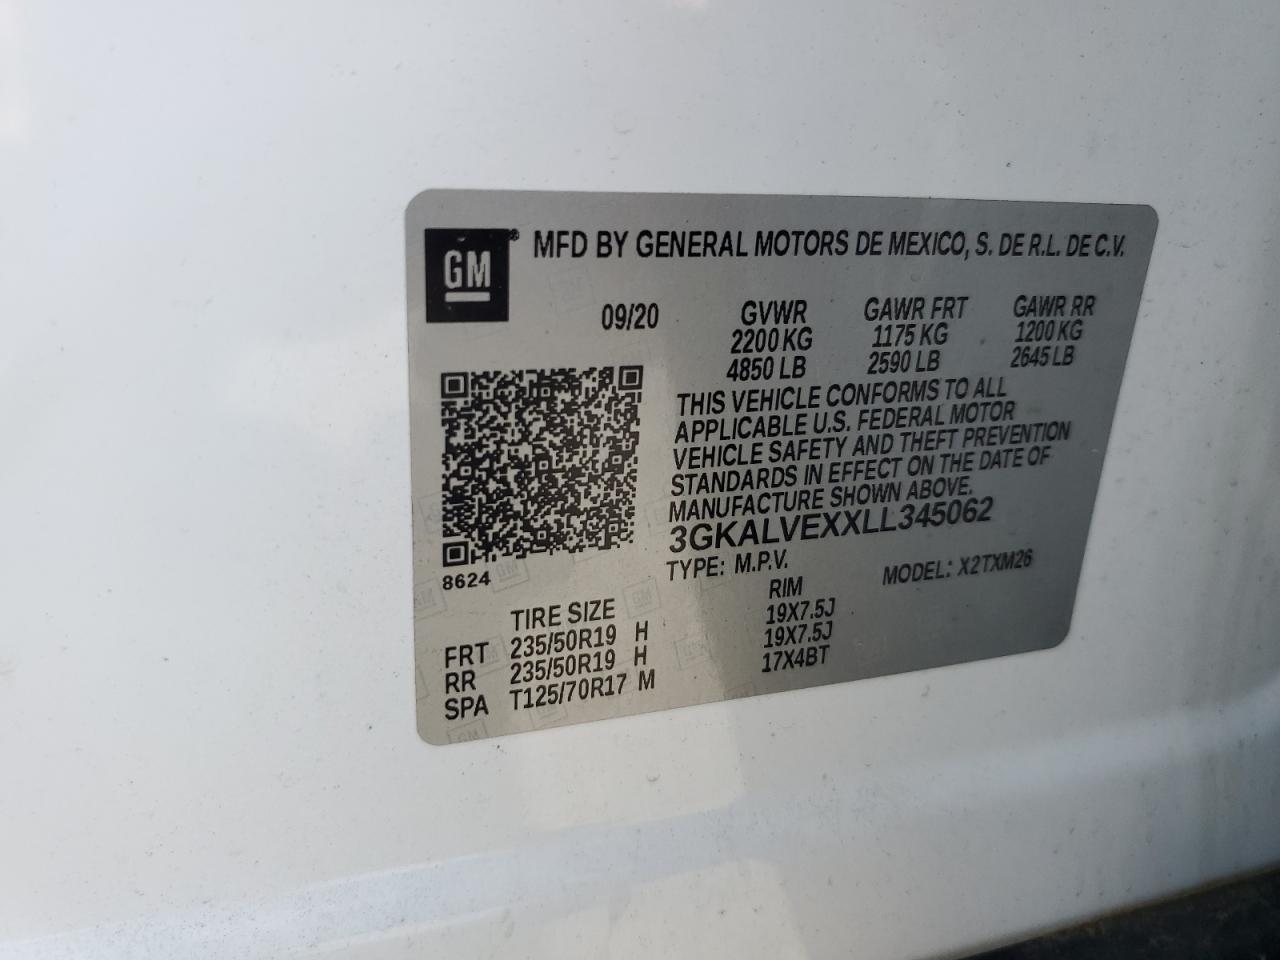 GM® MFD BY GENERAL MOTORS DE MEXICO, S. DE R.L. DE C.V.
09/20 GVWR GAWR FRT GAWR RR
2200 KG 1175 KG 1200 KG
4850 LB 2590 LB 2645 LB
THIS VEHICLE CONFORMS TO ALL
APPLICABLE U.S. FEDERAL MOTOR
VEHICLE SAFETY AND THEFT PREVENTION
STANDARDS IN EFFECT ON THE DATE OF
MANUFACTURE SHOWN ABOVE.
3GKALVEXXLL345062
8624 TYPE: M.P.V. MODEL: X2TXM26
TIRE SIZE RIM
FRT 235/50R19 H 19X7.5J
RR 235/50R19 H 19X7.5J
SPA T125/70R17 M 17X4BT